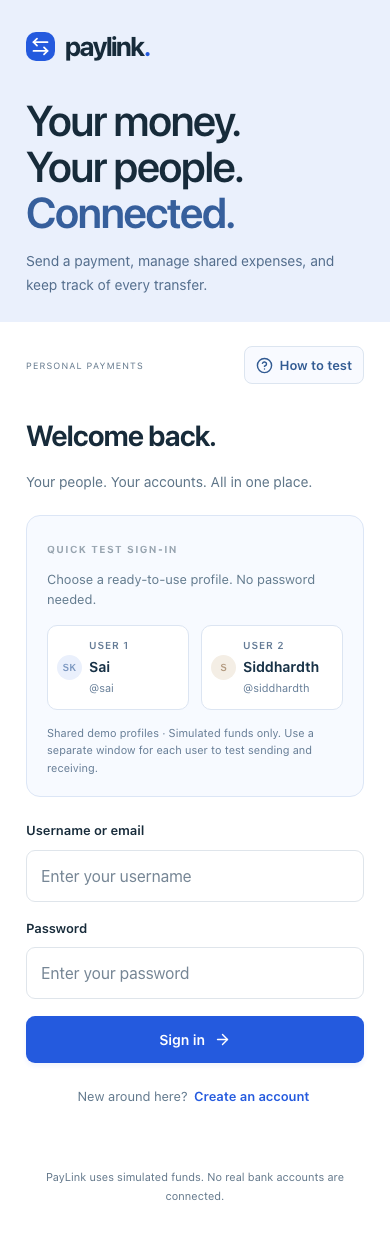 paylink.
Your money.
Your people.
Connected.
Send a payment, manage shared expenses, and
keep track of every transfer.
PERSONAL PAYMENTS
How to test
Welcome back.
Your people. Your accounts. All in one place.
QUICK TEST SIGN-IN
Choose a ready-to-use profile. No password
needed.
USER 1
SK
Sai
@sai
USER 2
S
Siddhardth
@siddhardth
Shared demo profiles · Simulated funds only. Use a
separate window for each user to test sending and
receiving.
Username or email
Enter your username
Password
Enter your password
Sign in
New around here? Create an account
PayLink uses simulated funds. No real bank accounts are
connected.